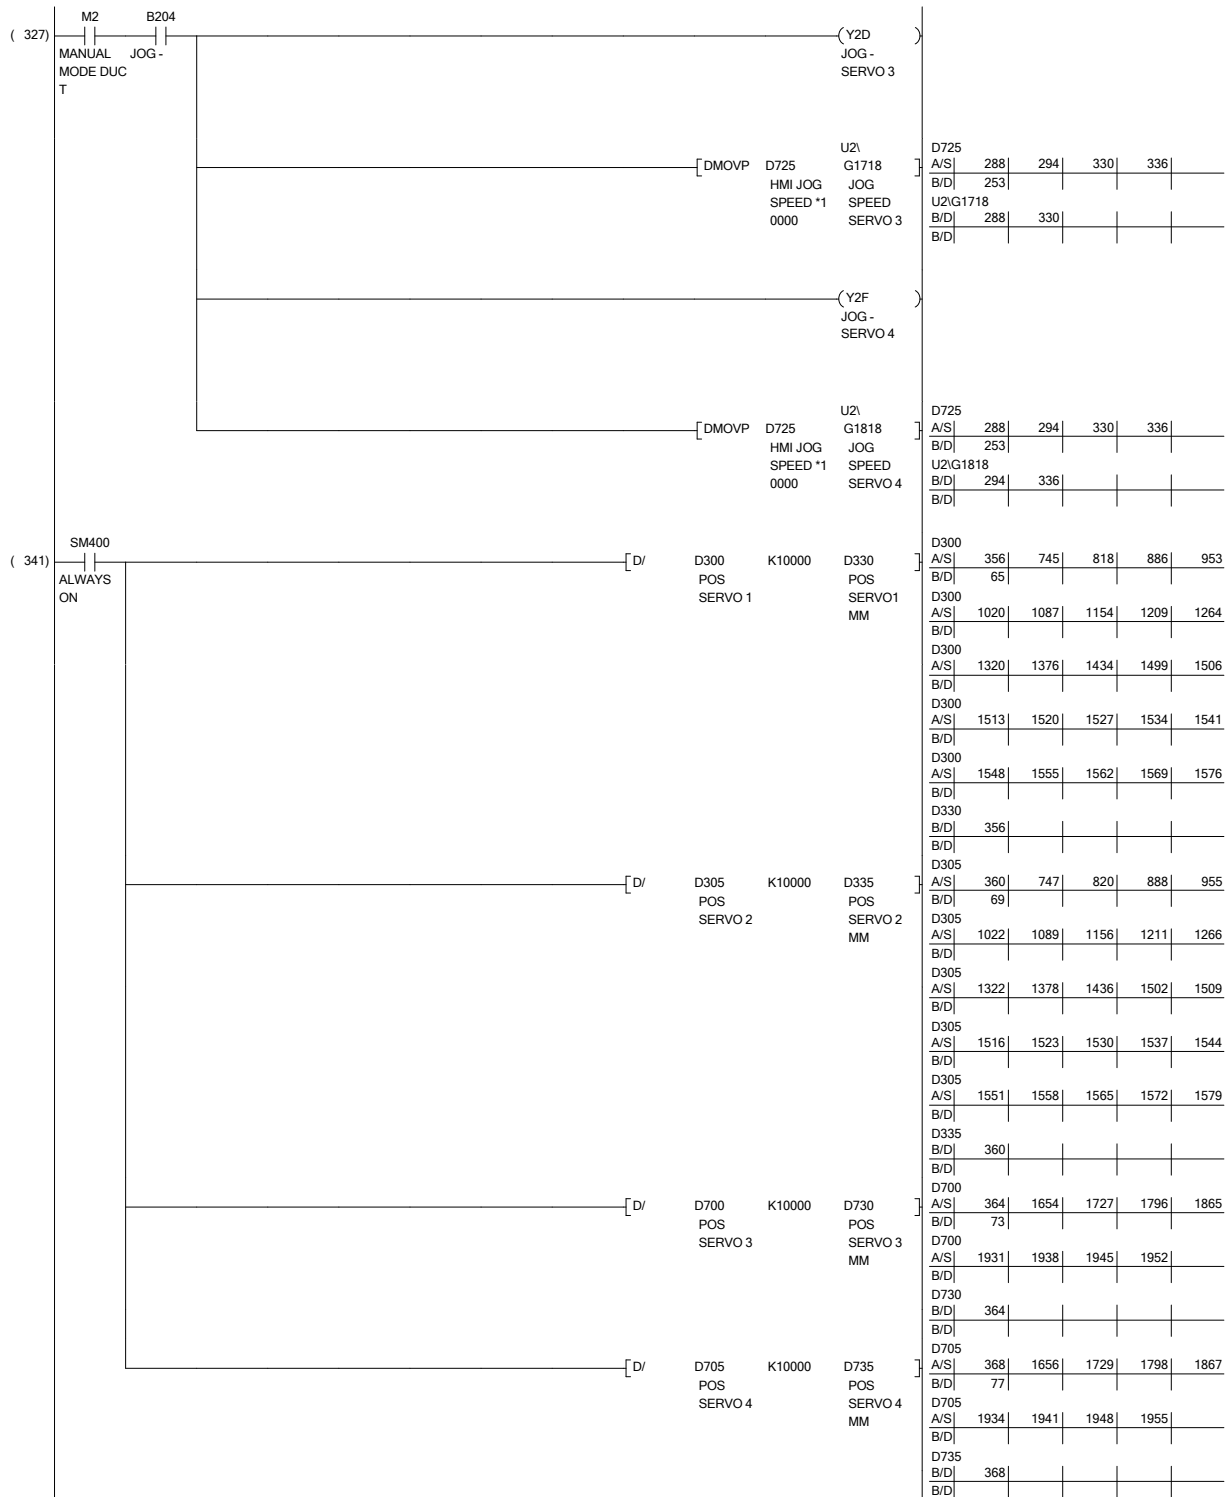 M2 B204
( 327)
MANUAL JOG -
MODE DUC
T
Y2D
JOG -
SERVO 3
U2\
DMOVP D725 G1718
HMI JOG JOG
SPEED *1 SPEED
0000 SERVO 3
D725
A/S 288 294 330 336
B/D 253
U2\G1718
B/D 288 330
B/D
Y2F
JOG -
SERVO 4
U2\
DMOVP D725 G1818
HMI JOG JOG
SPEED *1 SPEED
0000 SERVO 4
D725
A/S 288 294 330 336
B/D 253
U2\G1818
B/D 294 336
B/D
SM400
( 341)
ALWAYS
ON
D/ D300 K10000 D330
POS POS
SERVO 1 SERVO1
MM
D300
A/S 356 745 818 886 953
B/D 65
D300
A/S 1020 1087 1154 1209 1264
B/D
D300
A/S 1320 1376 1434 1499 1506
B/D
D300
A/S 1513 1520 1527 1534 1541
B/D
D300
A/S 1548 1555 1562 1569 1576
B/D
D330
B/D 356
B/D
D/ D305 K10000 D335
POS POS
SERVO 2 SERVO 2
MM
D305
A/S 360 747 820 888 955
B/D 69
D305
A/S 1022 1089 1156 1211 1266
B/D
D305
A/S 1322 1378 1436 1502 1509
B/D
D305
A/S 1516 1523 1530 1537 1544
B/D
D305
A/S 1551 1558 1565 1572 1579
B/D
D335
B/D 360
B/D
D/ D700 K10000 D730
POS POS
SERVO 3 SERVO 3
MM
D700
A/S 364 1654 1727 1796 1865
B/D 73
D700
A/S 1931 1938 1945 1952
B/D
D730
B/D 364
B/D
D/ D705 K10000 D735
POS POS
SERVO 4 SERVO 4
MM
D705
A/S 368 1656 1729 1798 1867
B/D 77
D705
A/S 1934 1941 1948 1955
B/D
D735
B/D 368
B/D